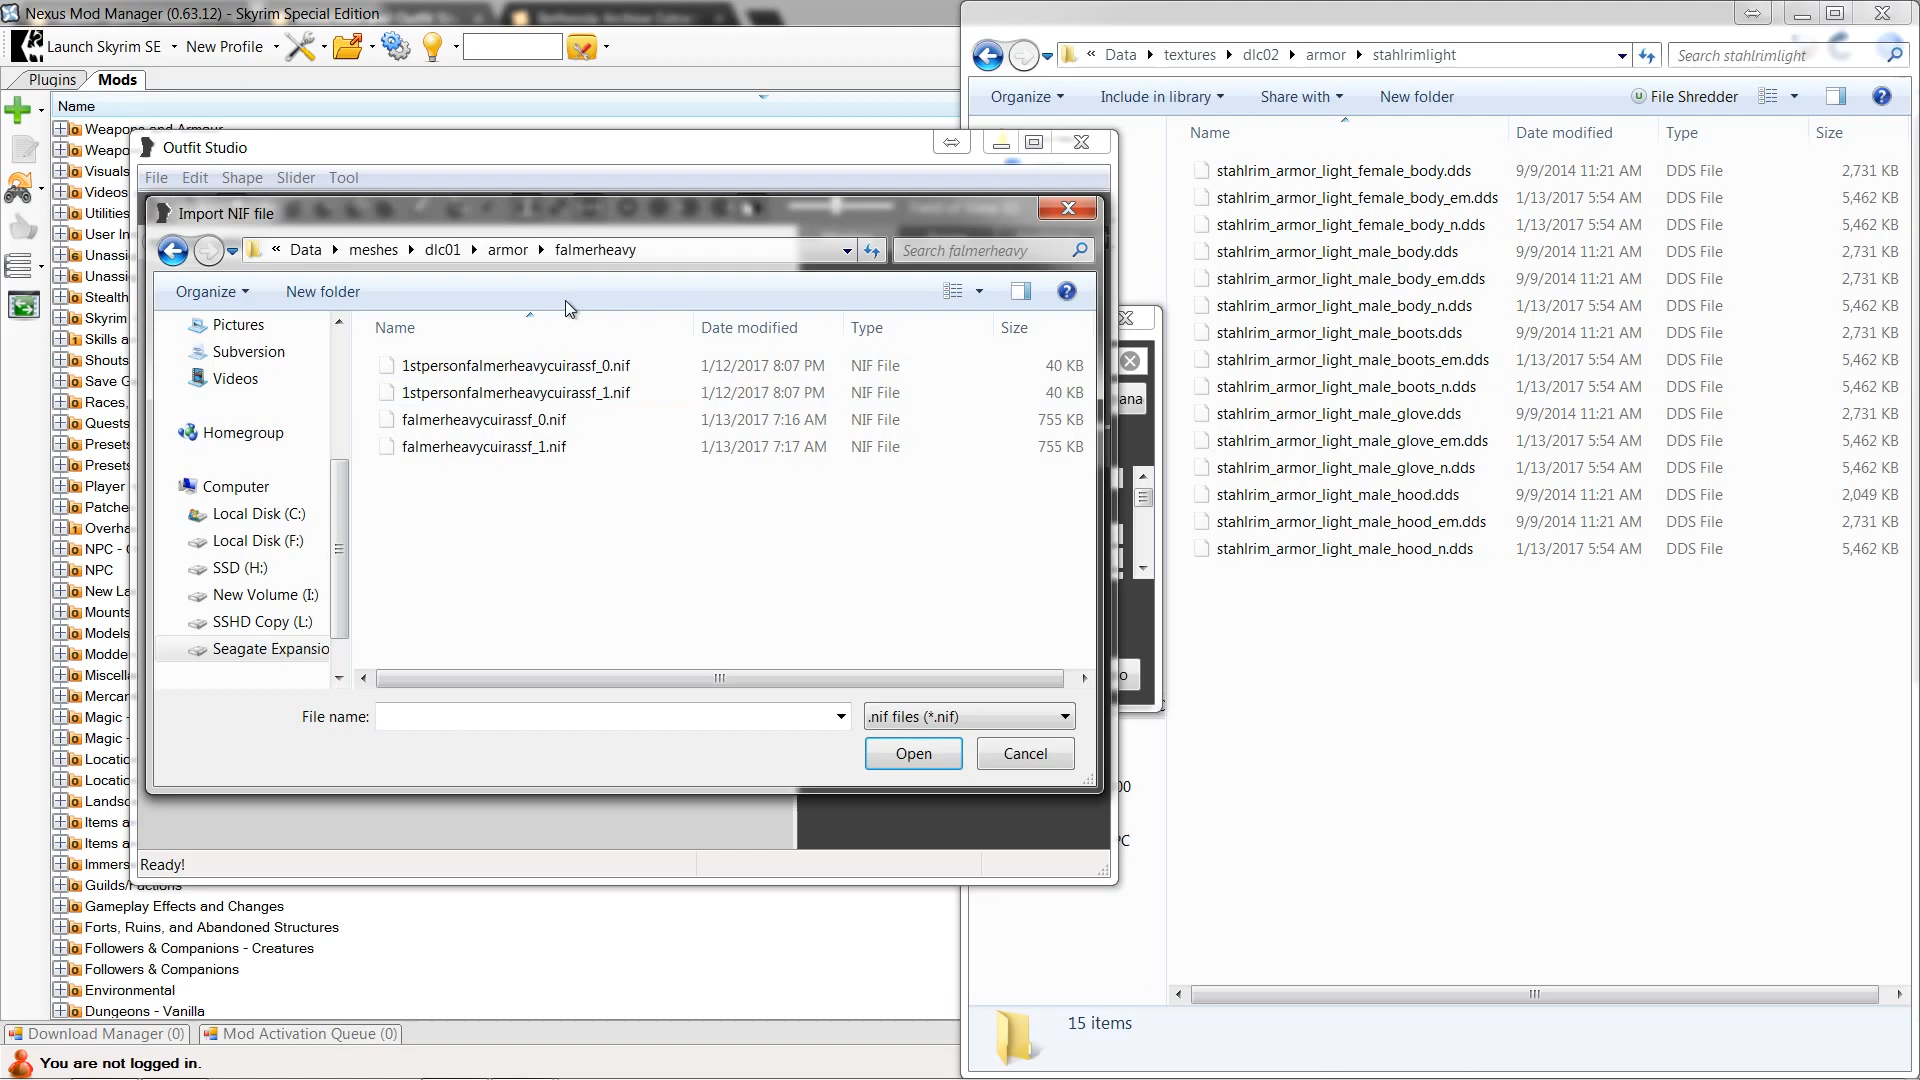 Nexus Mod Manager (0.63.12) - Skyrim Special Edition
Launch Skyrim SE New Profile
Plugins Mods
Name
Weapons and Armour
Weapo
Visuals
Videos
Utilities
User In
Unassi
Unassi
Stealth
Skyrim
Skills a
Shouts
Save G
Races,
Quests
Presets
Presets
Player
Patche
Overha
NPC - C
NPC
New La
Mounts
Models
Modde
Miscell
Mercan
Magic -
Magic -
Locatio
Locatio
Landsc
Items a
Items a
Immers
Guilds/Factions
Gameplay Effects and Changes
Forts, Ruins, and Abandoned Structures
Followers & Companions - Creatures
Followers & Companions
Environmental
Dungeons - Vanilla
Download Manager (0) Mod Activation Queue (0)
You are not logged in.
Outfit Studio
File Edit Shape Slider Tool
Import NIF file
« Data meshes dlc01 armor falmerheavy
Search falmerheavy
Organize New folder
Pictures
Subversion
Videos
Homegroup
Computer
Local Disk (C:)
Local Disk (F:)
SSD (H:)
New Volume (I:)
SSHD Copy (L:)
Seagate Expansio
Name Date modified Type Size
1stpersonfalmerheavycuirassf_0.nif 1/12/2017 8:07 PM NIF File 40 KB
1stpersonfalmerheavycuirassf_1.nif 1/12/2017 8:07 PM NIF File 40 KB
falmerheavycuirassf_0.nif 1/13/2017 7:16 AM NIF File 755 KB
falmerheavycuirassf_1.nif 1/13/2017 7:17 AM NIF File 755 KB
File name: .nif files (*.nif)
Open Cancel
Ready!
ana
o
00
PC
« Data textures dlc02 armor stahlrimlight
Search stahlrimlight
Organize Include in library Share with New folder File Shredder
Name Date modified Type Size
stahlrim_armor_light_female_body.dds 9/9/2014 11:21 AM DDS File 2,731 KB
stahlrim_armor_light_female_body_em.dds 1/13/2017 5:54 AM DDS File 5,462 KB
stahlrim_armor_light_female_body_n.dds 1/13/2017 5:54 AM DDS File 5,462 KB
stahlrim_armor_light_male_body.dds 9/9/2014 11:21 AM DDS File 2,731 KB
stahlrim_armor_light_male_body_em.dds 1/13/2017 5:54 AM DDS File 5,462 KB
stahlrim_armor_light_male_body_n.dds 1/13/2017 5:54 AM DDS File 5,462 KB
stahlrim_armor_light_male_boots.dds 9/9/2014 11:21 AM DDS File 2,731 KB
stahlrim_armor_light_male_boots_em.dds 1/13/2017 5:54 AM DDS File 5,462 KB
stahlrim_armor_light_male_boots_n.dds 1/13/2017 5:54 AM DDS File 5,462 KB
stahlrim_armor_light_male_glove.dds 9/9/2014 11:21 AM DDS File 2,731 KB
stahlrim_armor_light_male_glove_em.dds 1/13/2017 5:54 AM DDS File 5,462 KB
stahlrim_armor_light_male_glove_n.dds 1/13/2017 5:54 AM DDS File 5,462 KB
stahlrim_armor_light_male_hood.dds 9/9/2014 11:21 AM DDS File 2,049 KB
stahlrim_armor_light_male_hood_em.dds 9/9/2014 11:21 AM DDS File 2,731 KB
stahlrim_armor_light_male_hood_n.dds 1/13/2017 5:54 AM DDS File 5,462 KB
15 items